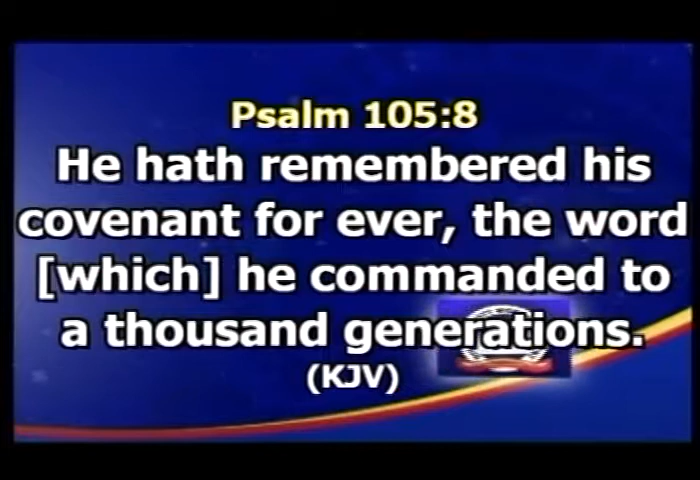 Psalm 105:8
He hath remembered his
covenant for ever, the word
[which] he commanded to
a thousand generations.
(KJV)